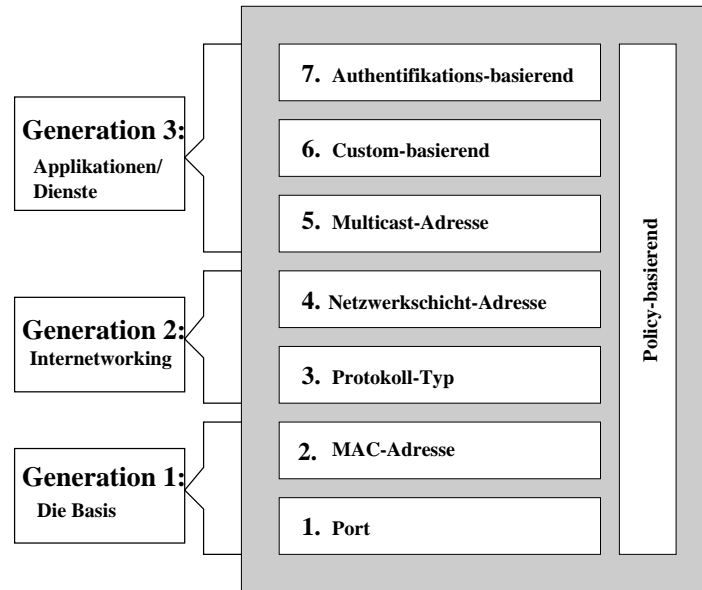 7. Authentifikations-basierend
Generation 3:
Applikationen/
Dienste
6. Custom-basierend
5. Multicast-Adresse
Generation 2:
Internetworking
4. Netzwerkschicht-Adresse
3. Protokoll-Typ
Generation 1:
Die Basis
2. MAC-Adresse
1. Port
Policy-basierend